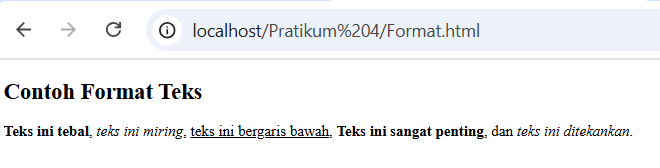 localhost/Pratikum%204/Format.html
Contoh Format Teks
Teks ini tebal, teks ini miring, teks ini bergaris bawah, Teks ini sangat penting, dan teks ini ditekankan.